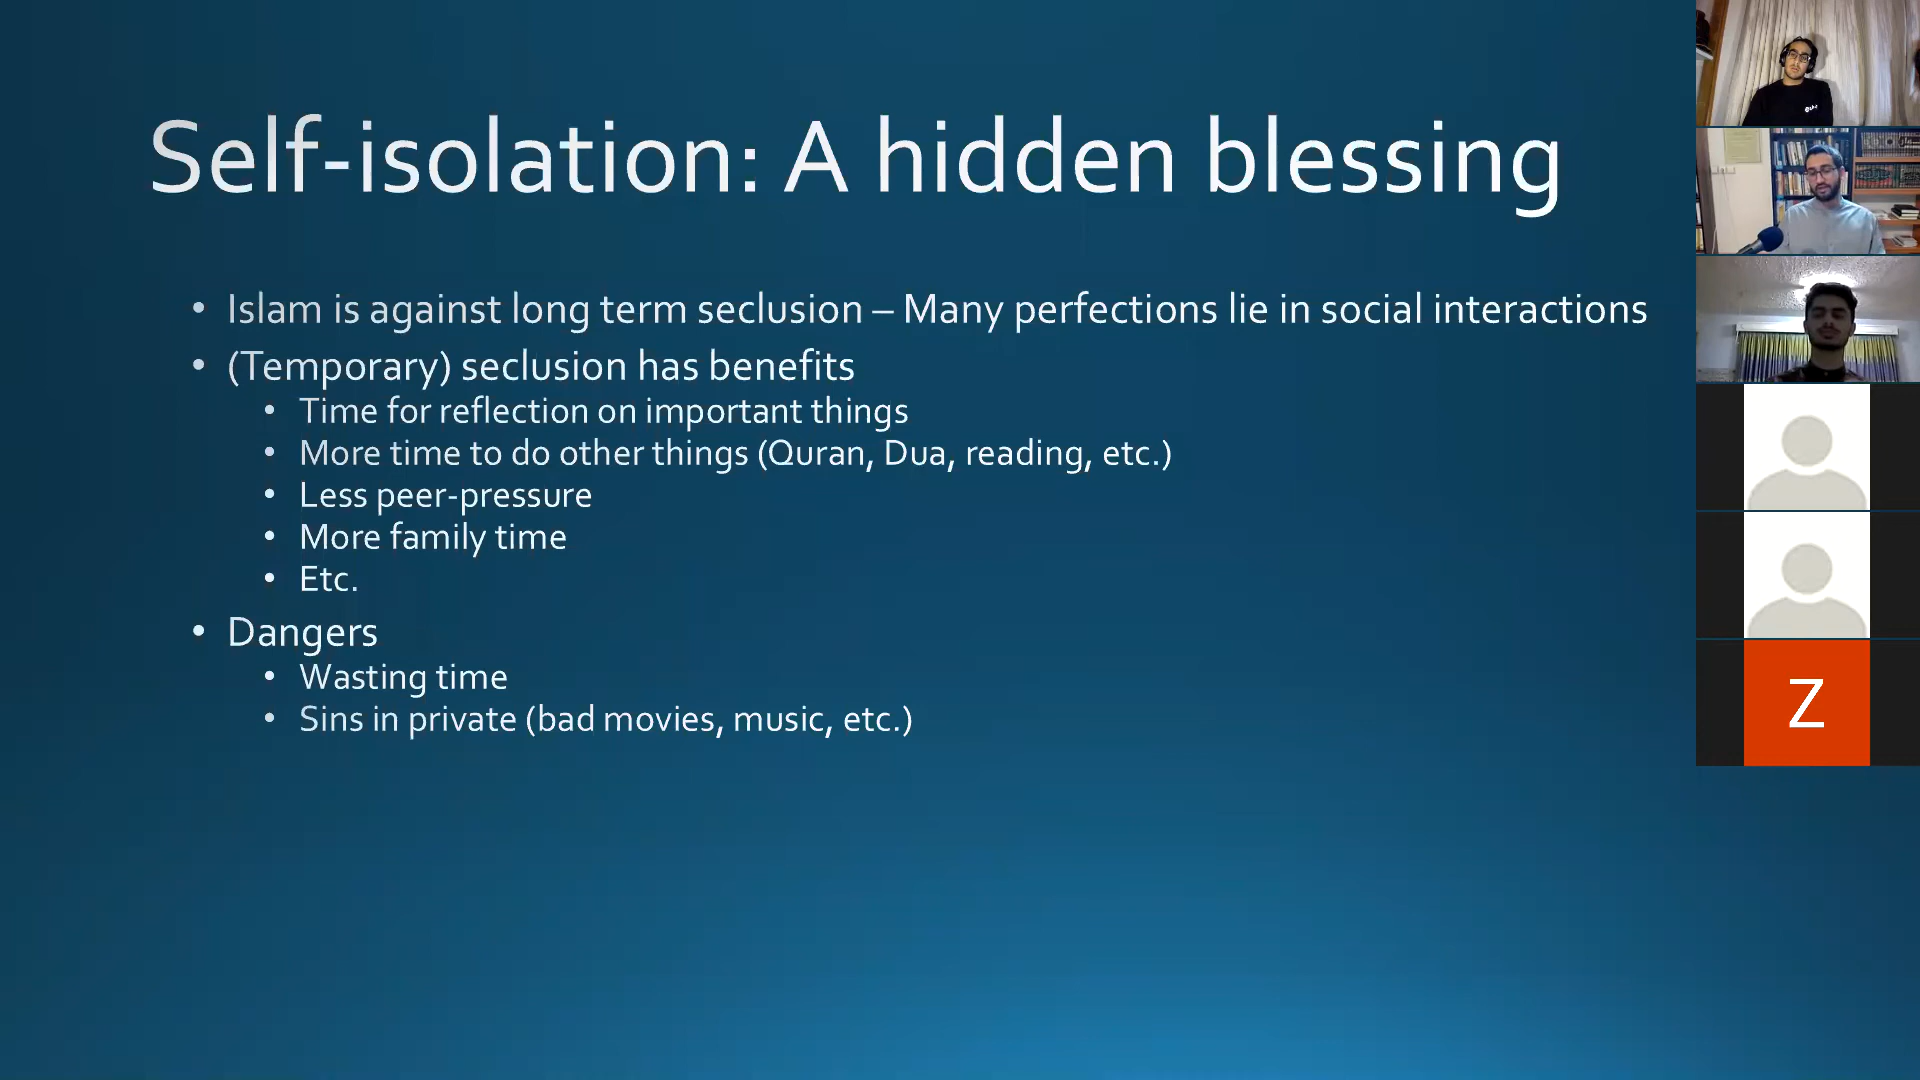 Self-isolation: A hidden blessing
• Islam is against long term seclusion – Many perfections lie in social interactions
• (Temporary) seclusion has benefits
• Time for reflection on important things
• More time to do other things (Quran, Dua, reading, etc.)
• Less peer-pressure
• More family time
• Etc.
• Dangers
• Wasting time
• Sins in private (bad movies, music, etc.)
Z